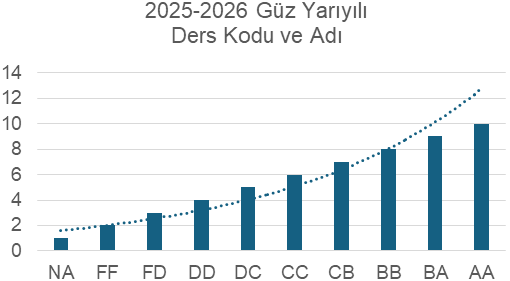 2025-2026 Güz Yarıyılı
Ders Kodu ve Adı
14
12
10
8
6
4
2
0
NA FF FD DD DC CC CB BB BA AA